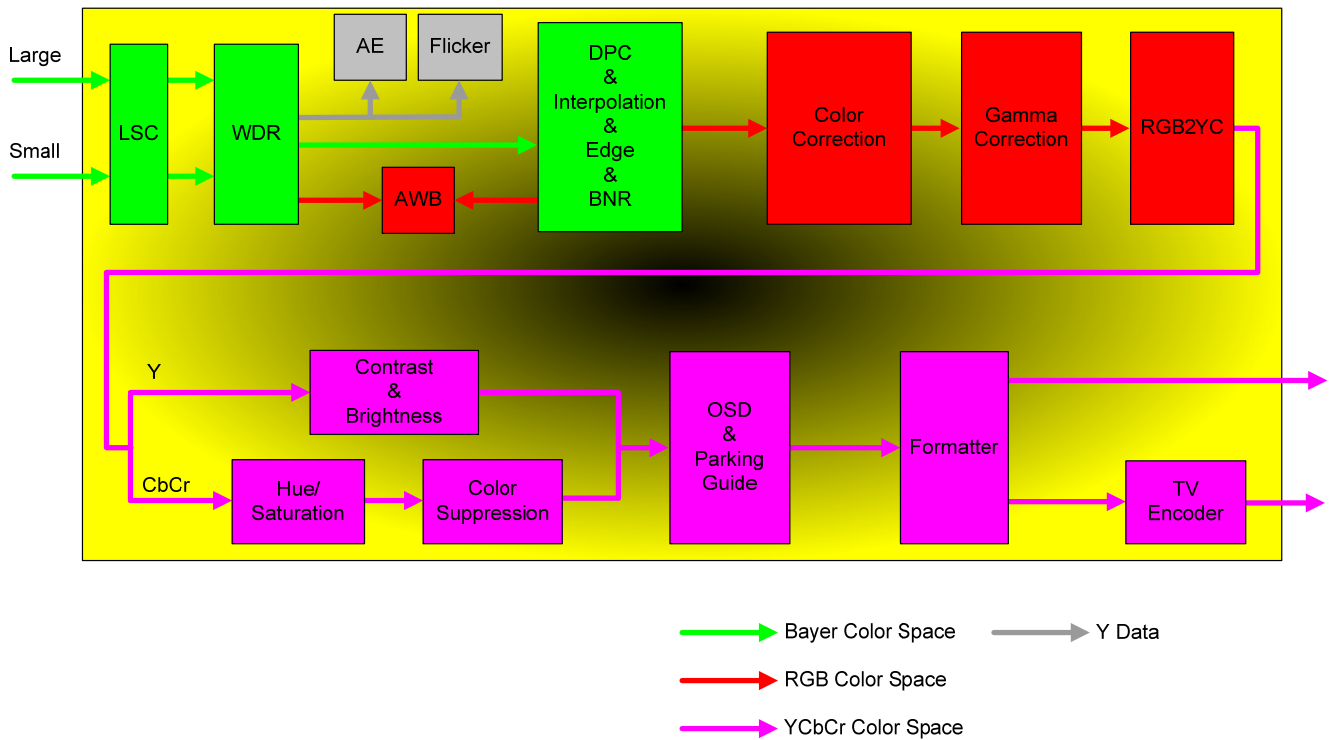 Large
Small
LSC
WDR
AE
Flicker
AWB
DPC
&
Interpolation
&
Edge
&
BNR
Color
Correction
Gamma
Correction
RGB2YC
Y
CbCr
Contrast
&
Brightness
Hue/
Saturation
Color
Suppression
OSD
&
Parking
Guide
Formatter
TV
Encoder
Bayer Color Space
Y Data
RGB Color Space
YCbCr Color Space